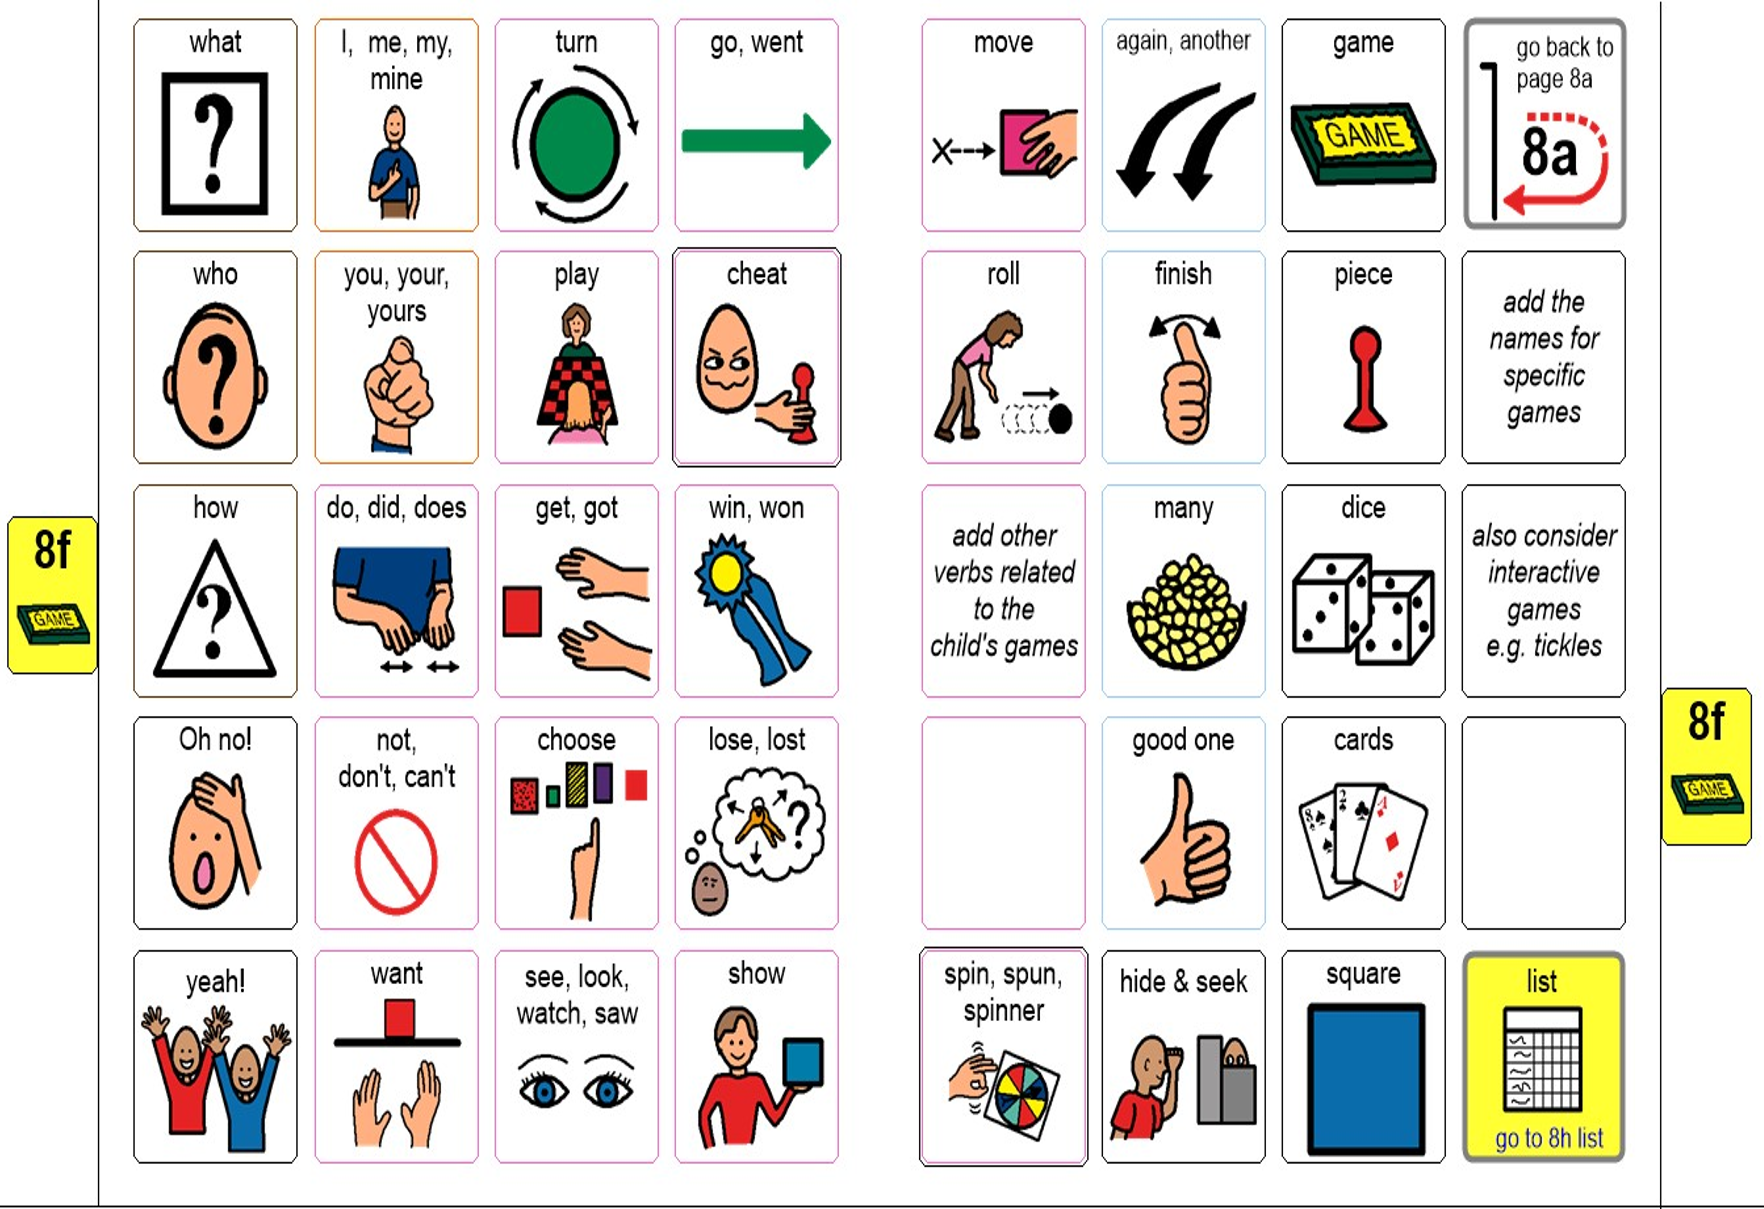 what
I, me, my,
mine
turn
go, went
move
again, another
game
GAME
go back to
page 8a
8a
who
you, your,
yours
play
cheat
roll
finish
piece
add the
names for
specific
games
8f
GAME
how
do, did, does
get, got
win, won
add other
verbs related
to the
child's games
many
dice
also consider
interactive
games
e.g. tickles
Oh no!
not,
don't, can't
choose
lose, lost
good one
cards
8f
GAME
yeah!
want
see, look,
watch, saw
show
spin, spun,
spinner
hide & seek
square
list
go to 8h list